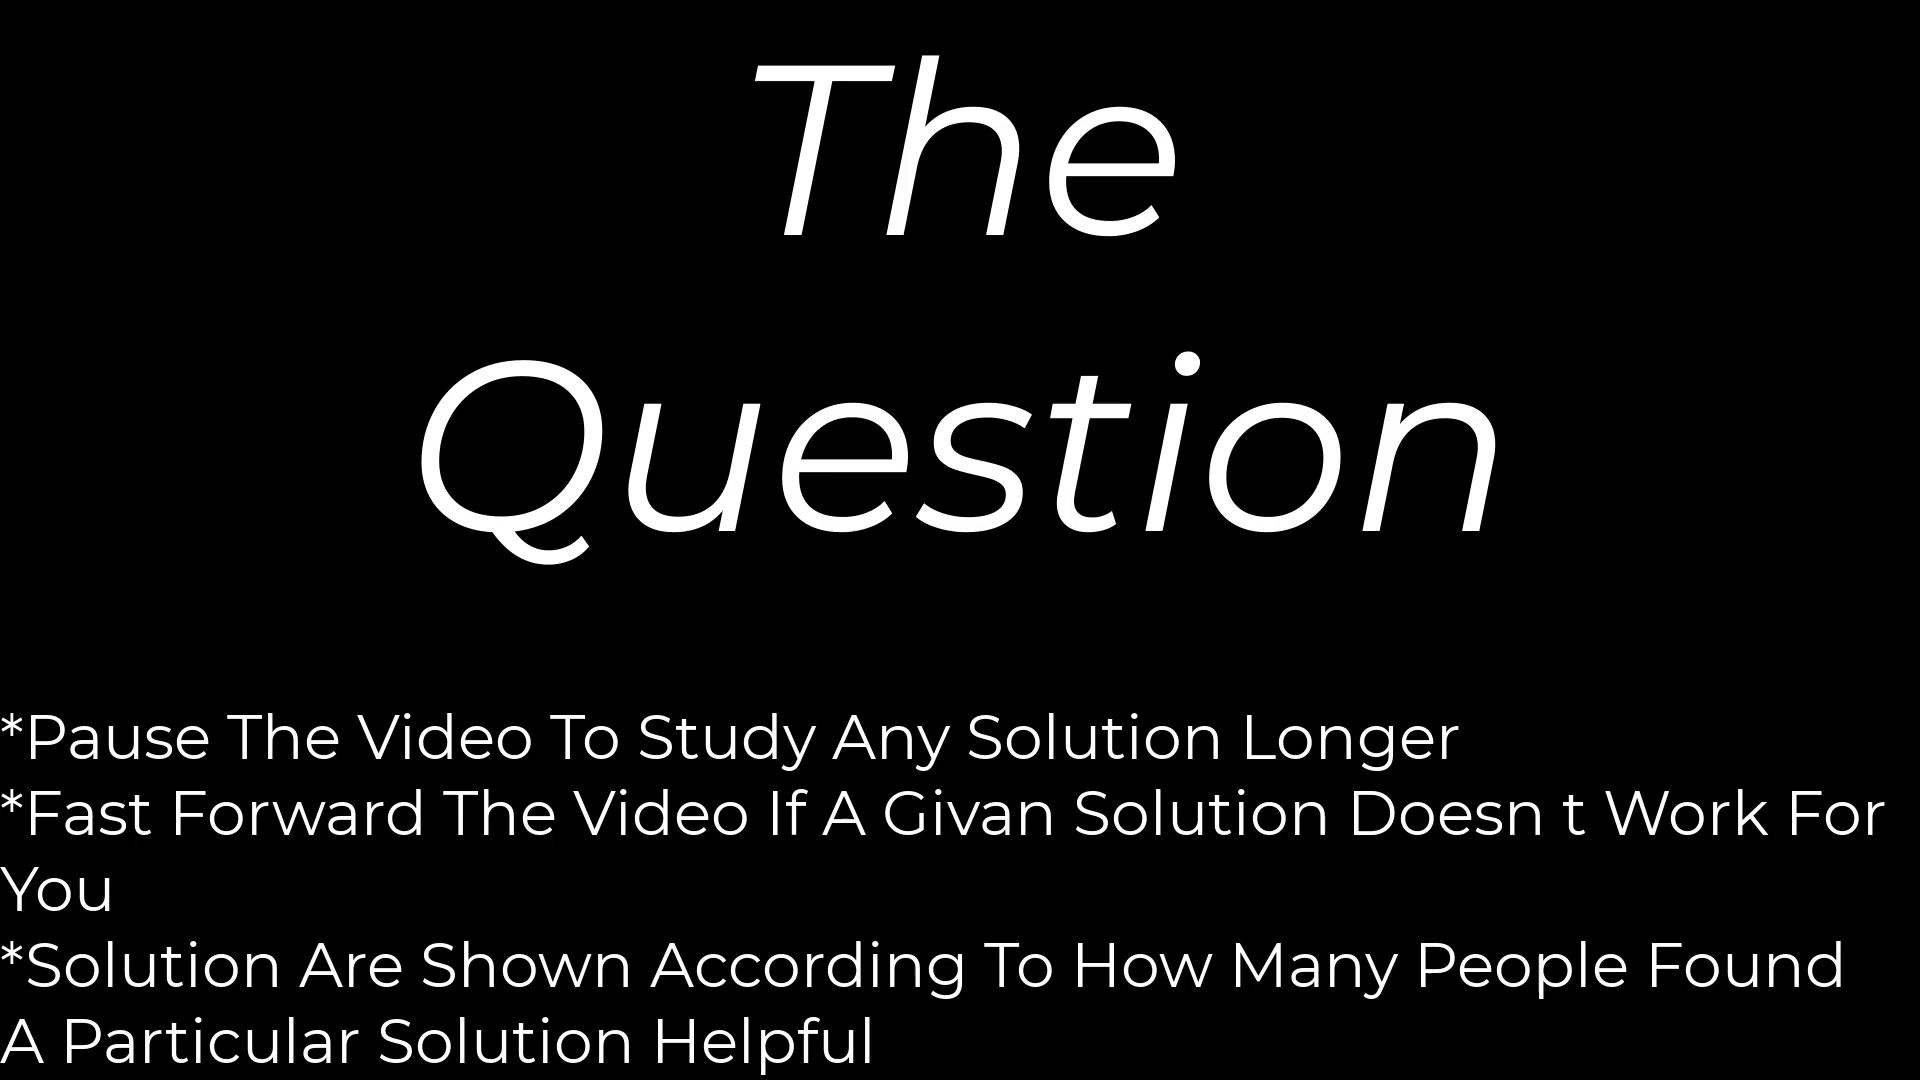 The
Question
*Pause The Video To Study Any Solution Longer
*Fast Forward The Video If A Givan Solution Doesn t Work For
You
*Solution Are Shown According To How Many People Found
A Particular Solution Helpful